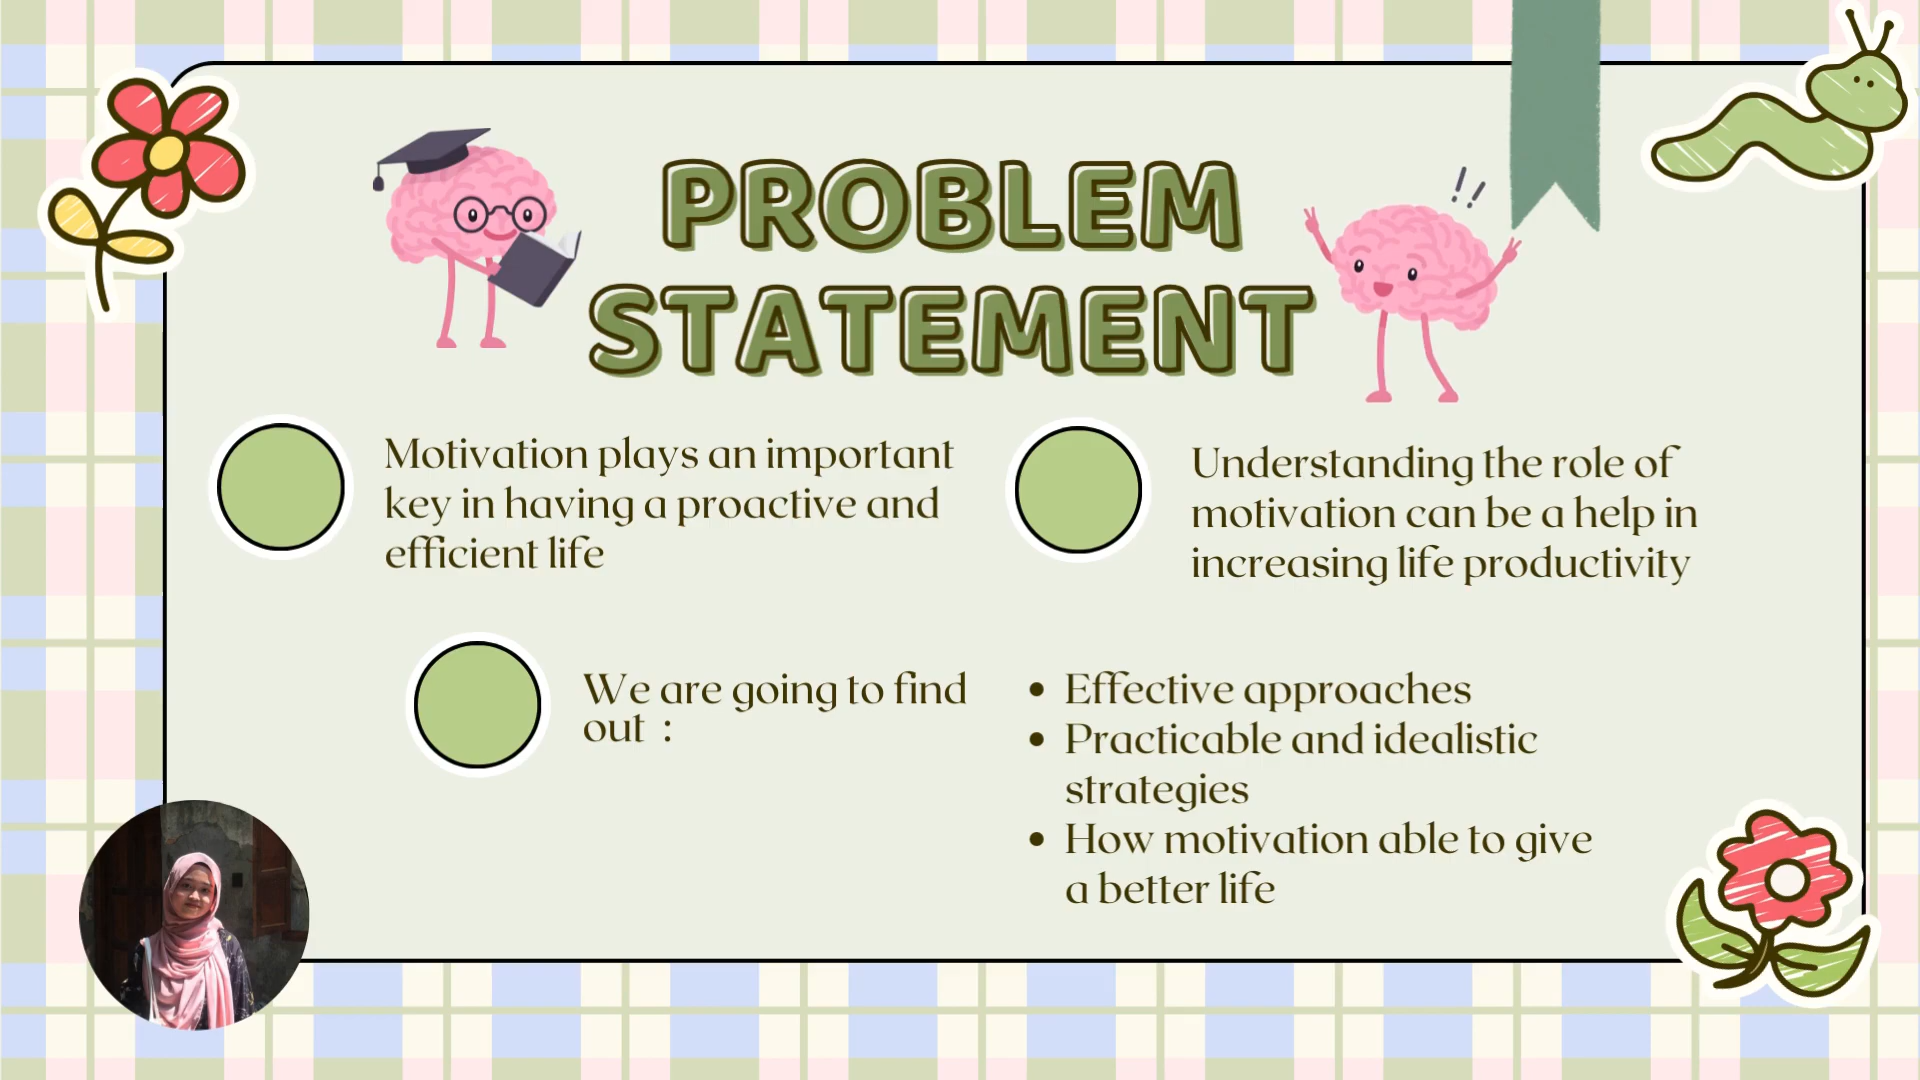 PROBLEM
STATEMENT
Motivation plays an important
key in having a proactive and
efficient life
Understanding the role of
motivation can be a help in
increasing life productivity
We are going to find
out :
• Effective approaches
• Practicable and idealistic
strategies
• How motivation able to give
a better life